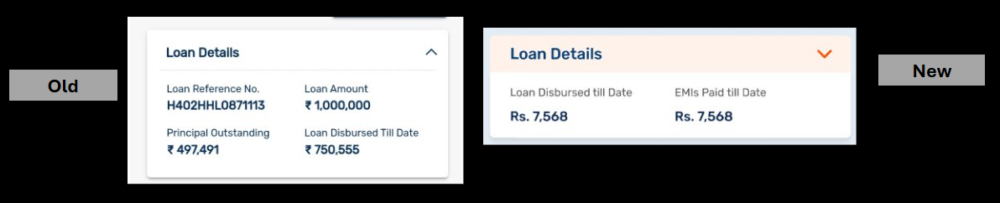 Old
Loan Details
Loan Reference No. Loan Amount
H402HHL0871113 ₹ 1,000,000
Principal Outstanding Loan Disbursed Till Date
₹ 497,491 ₹ 750,555
Loan Details
Loan Disbursed till Date EMIs Paid till Date
Rs. 7,568 Rs. 7,568
New